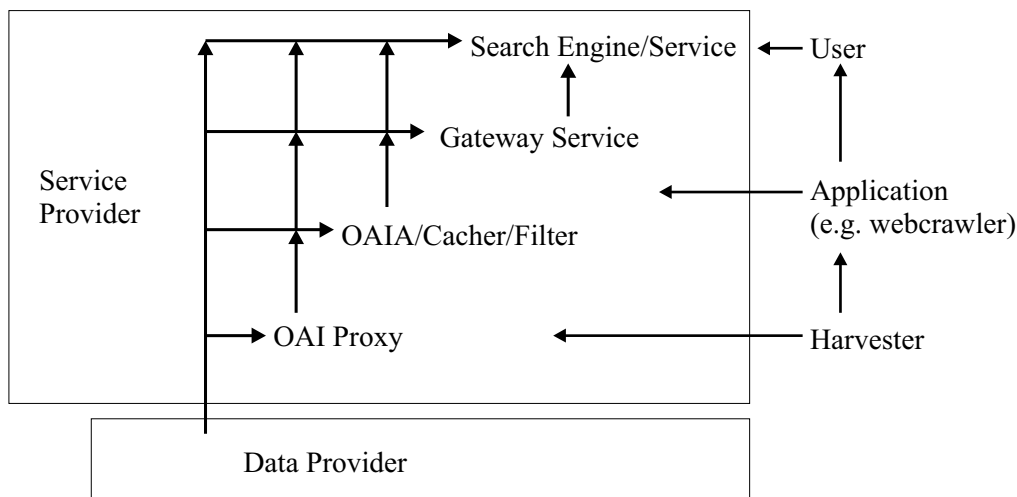 Search Engine/Service
User
Gateway Service
Service
Provider
Application
(e.g. webcrawler)
OAIA/Cacher/Filter
OAI Proxy
Harvester
Data Provider